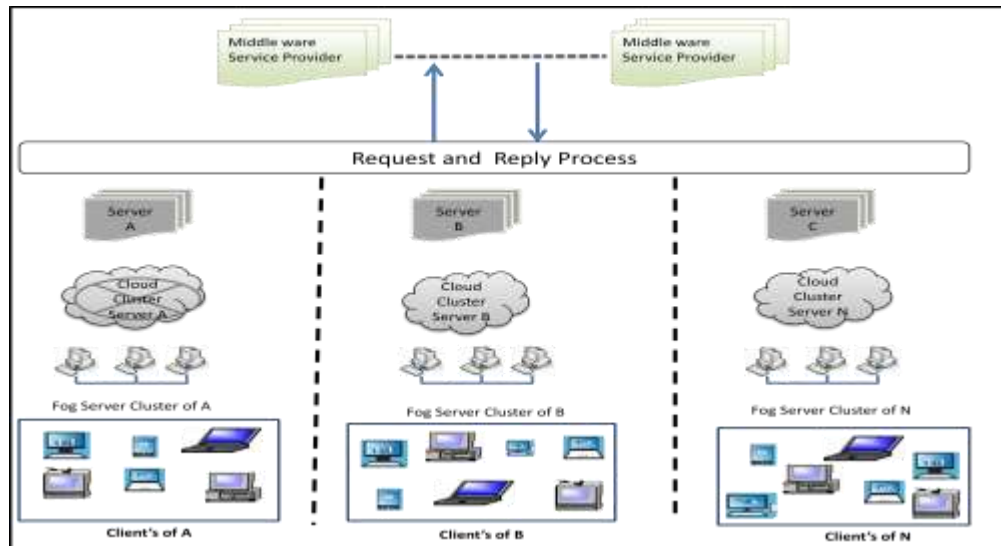 Middle ware
Service Provider
Middle ware
Service Provider
Request and Reply Process
Server
A
Server
B
Server
C
Cloud
Cluster
Server A
Cloud
Cluster
Server B
Cloud
Cluster
Server N
Fog Server Cluster of A
Fog Server Cluster of B
Fog Server Cluster of N
Client's of A
Client's of B
Client's of N